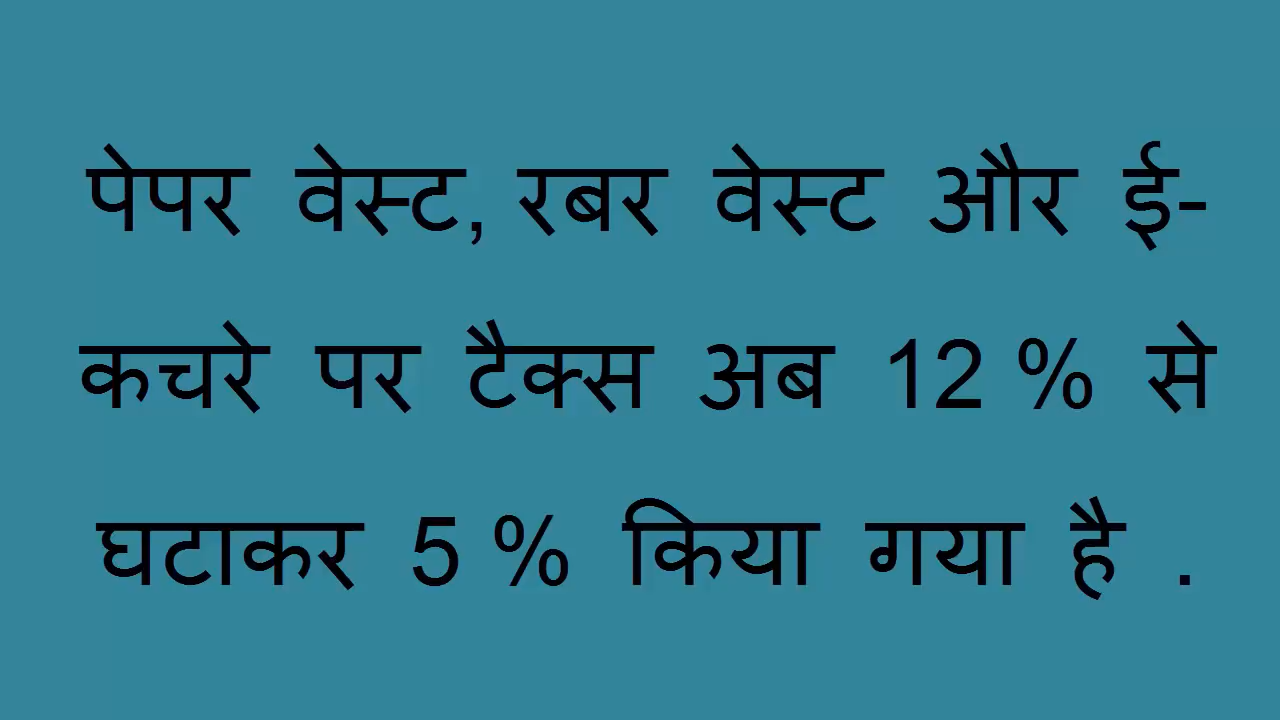 पेपर वेस्ट, रबर वेस्ट और ई-
कचरे पर टैक्स अब 12 % से
घटाकर 5 % किया गया है .